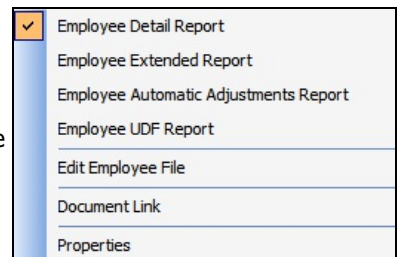 Employee Detail Report
Employee Extended Report
Employee Automatic Adjustments Report
Employee UDF Report
e
Edit Employee File
Document Link
Properties